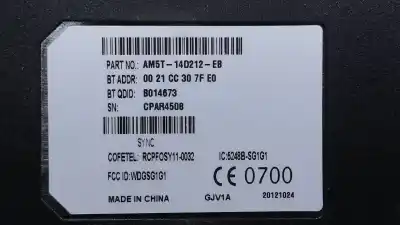 PART NO.: AM5T-14D212-EB
BT ADDR: 00 21 CC 30 7F E0
BT QDID: B014673
SN: CPAR4508
SYNC
COFETEL: RCPFOSY11-0032 IC:5248B-SG1G1
FCC ID:WDGSG1G1 CE 0700
MADE IN CHINA GJV1A 20121024